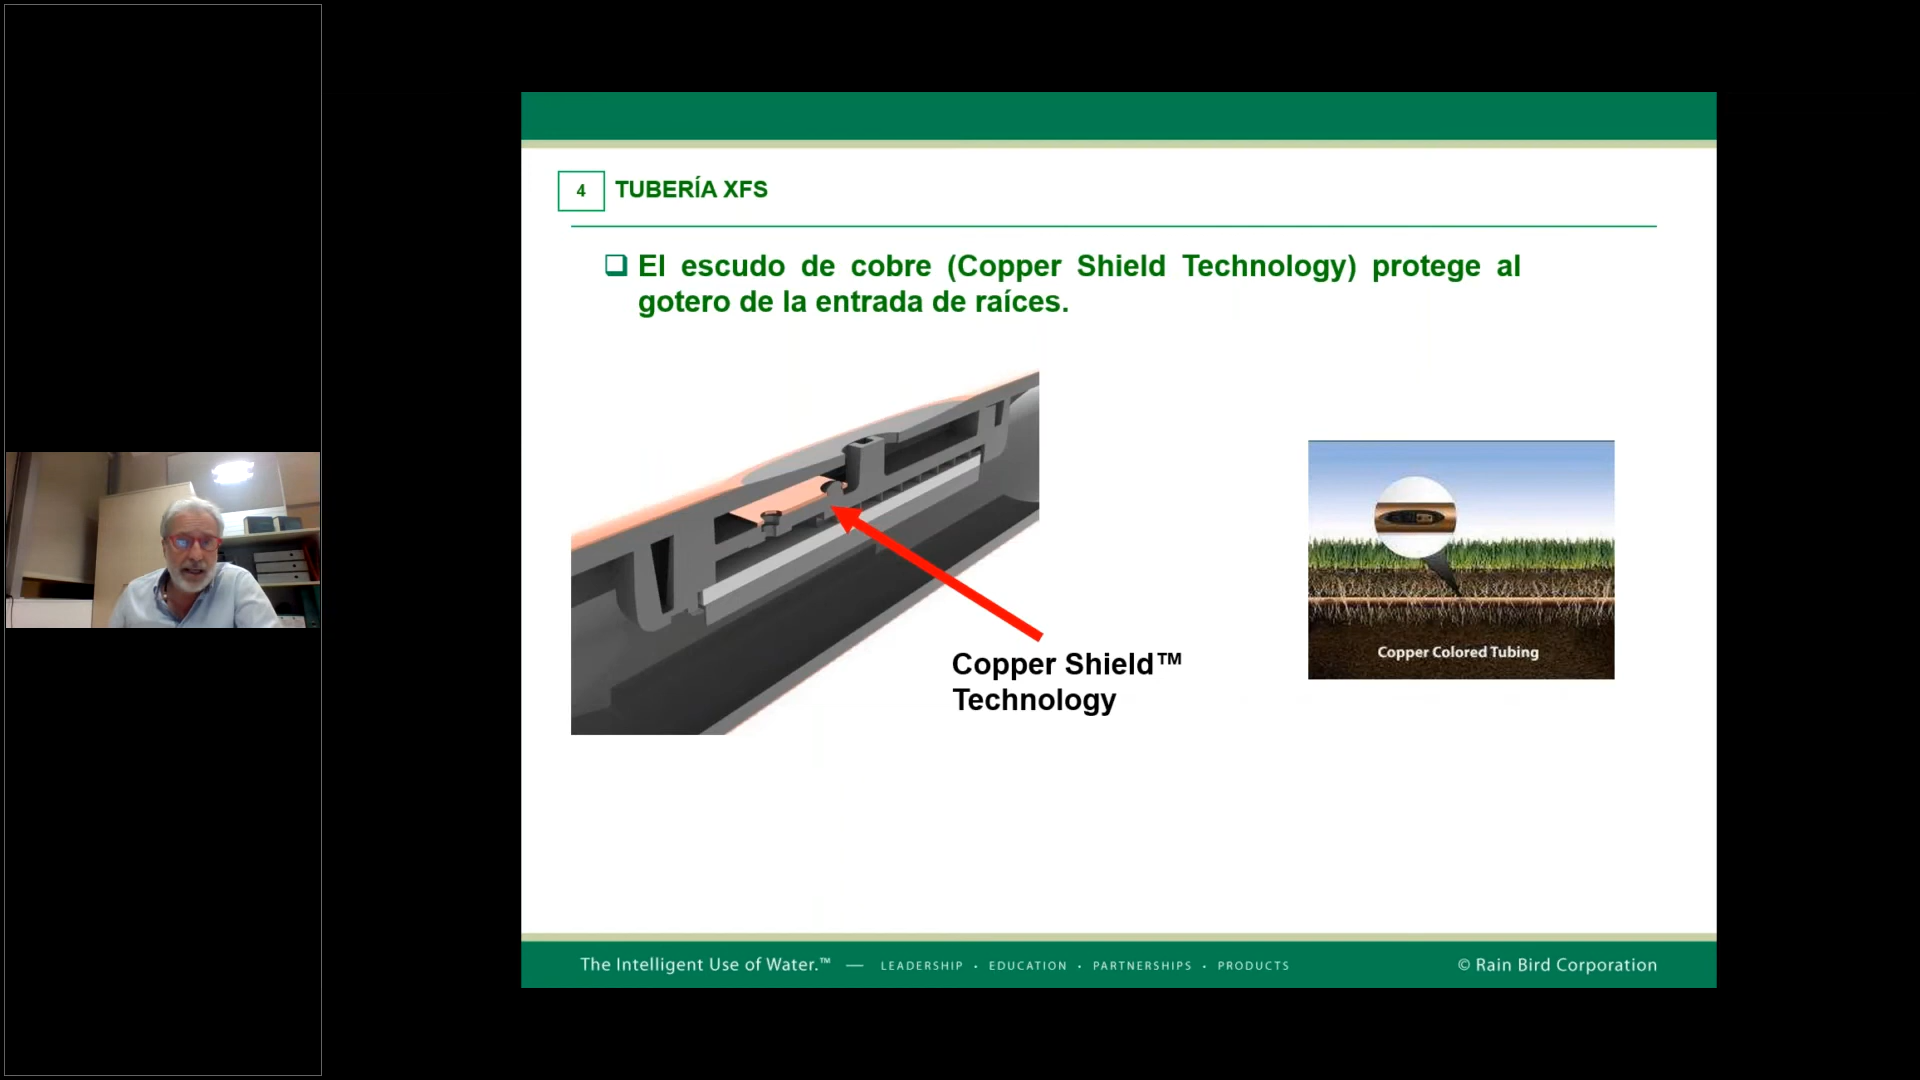 4 TUBERÍA XFS
❑ El escudo de cobre (Copper Shield Technology) protege al
gotero de la entrada de raíces.
Copper Shield™
Technology
Copper Colored Tubing
The Intelligent Use of Water.™ — LEADERSHIP • EDUCATION • PARTNERSHIPS • PRODUCTS
© Rain Bird Corporation